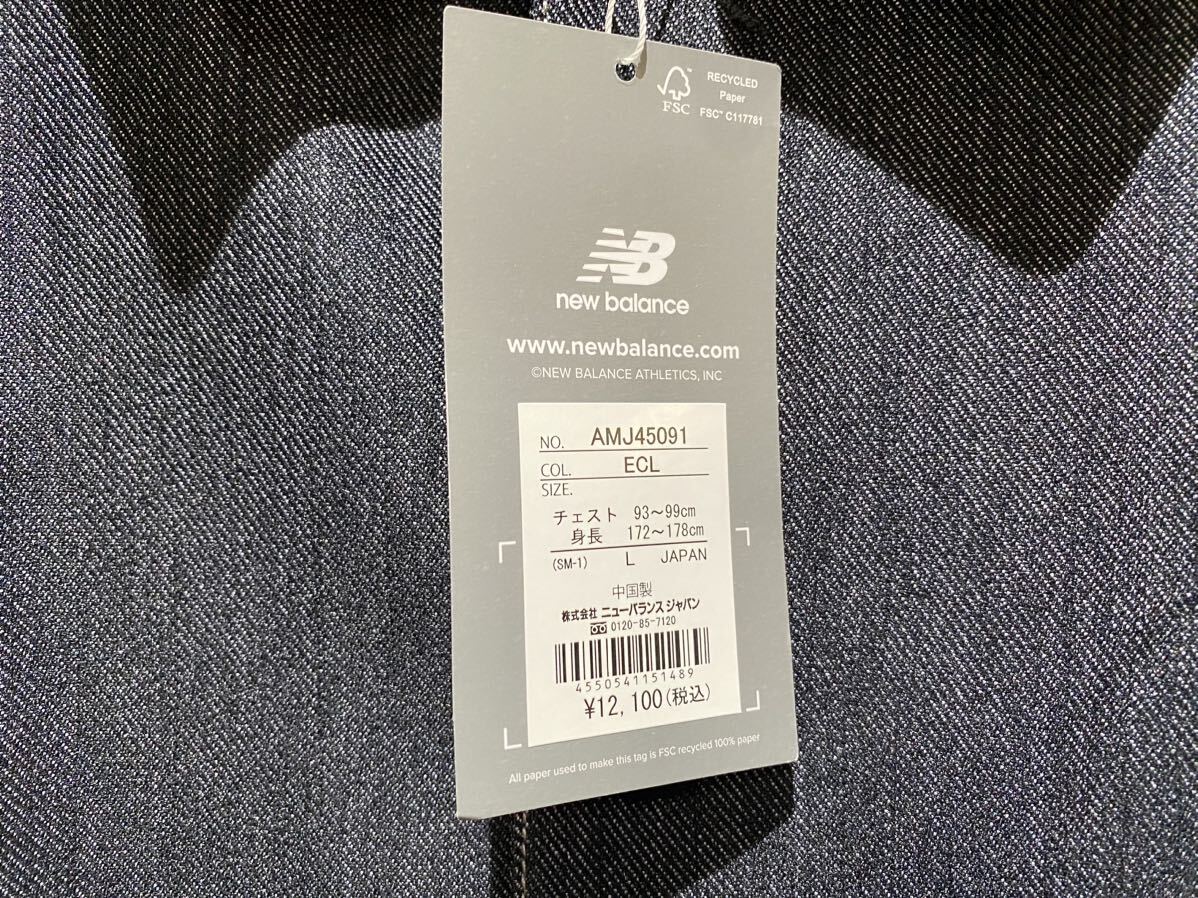 FSC™
RECYCLED
Paper
FSC™ C117781
NB
new balance
www.newbalance.com
©NEW BALANCE ATHLETICS, INC
NO. AMJ45091
COL. ECL
SIZE.
チェスト 93～99cm
身長 172～178cm
(SM-1) L JAPAN
中国製
株式会社 ニューバランス ジャパン
0120-85-7120
4550541151489
¥12,100(税込)
All paper used to make this tag is FSC recycled 100% paper